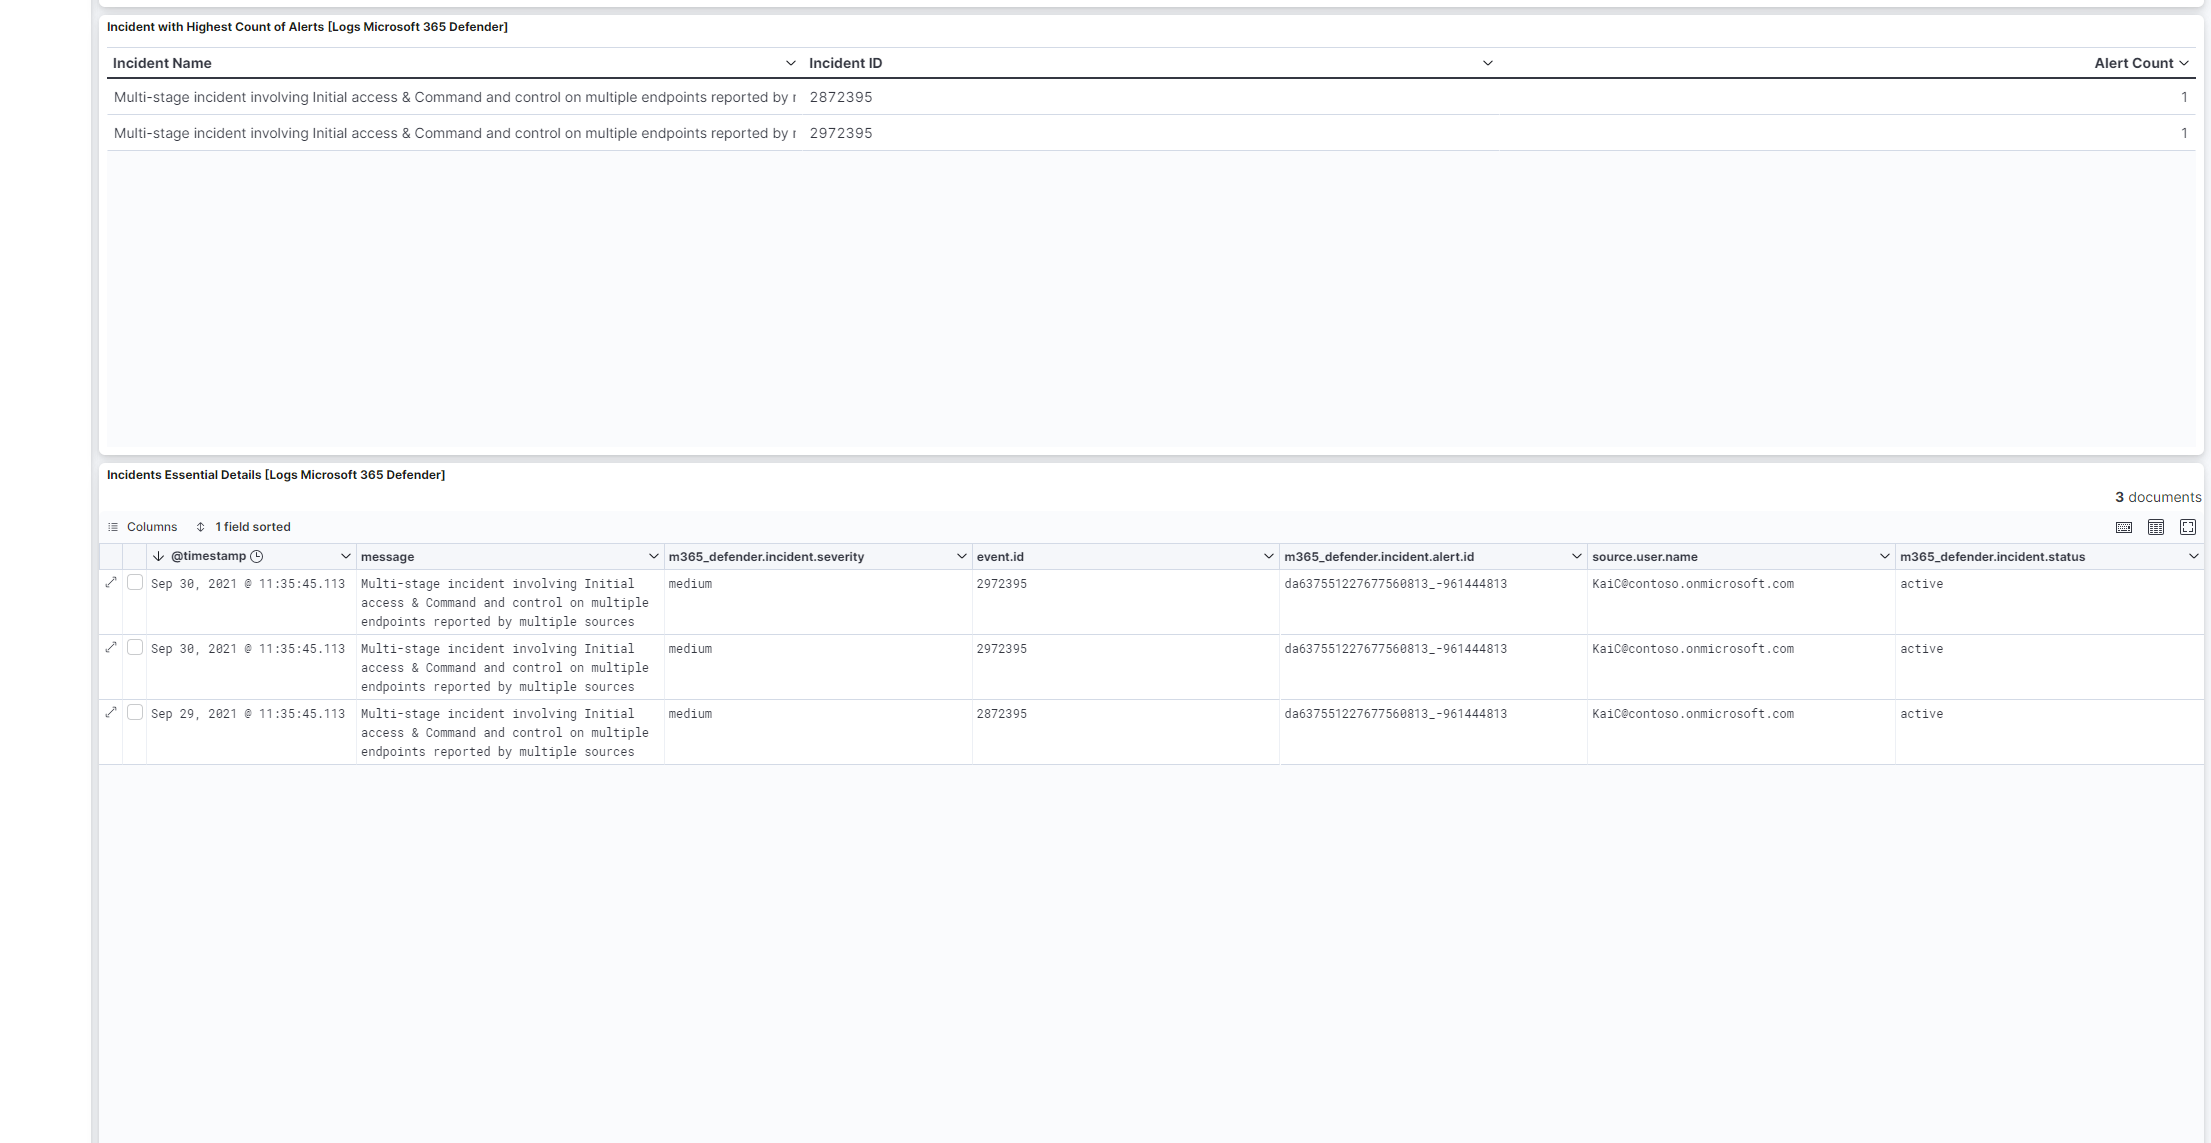 Incident with Highest Count of Alerts [Logs Microsoft 365 Defender]
Incident Name Incident ID Alert Count
Multi-stage incident involving Initial access & Command and control on multiple endpoints reported by 2872395 1
Multi-stage incident involving Initial access & Command and control on multiple endpoints reported by 2972395 1
Incidents Essential Details [Logs Microsoft 365 Defender]
3 documents
Columns 1 field sorted
@timestamp message m365_defender.incident.severity event.id m365_defender.incident.alert.id source.user.name m365_defender.incident.status
Sep 30, 2021 @ 11:35:45.113 Multi-stage incident involving Initial medium 2972395 da637551227677560813_-961444813 KaiC@contoso.onmicrosoft.com active
access & Command and control on multiple
endpoints reported by multiple sources
Sep 30, 2021 @ 11:35:45.113 Multi-stage incident involving Initial medium 2972395 da637551227677560813_-961444813 KaiC@contoso.onmicrosoft.com active
access & Command and control on multiple
endpoints reported by multiple sources
Sep 29, 2021 @ 11:35:45.113 Multi-stage incident involving Initial medium 2872395 da637551227677560813_-961444813 KaiC@contoso.onmicrosoft.com active
access & Command and control on multiple
endpoints reported by multiple sources